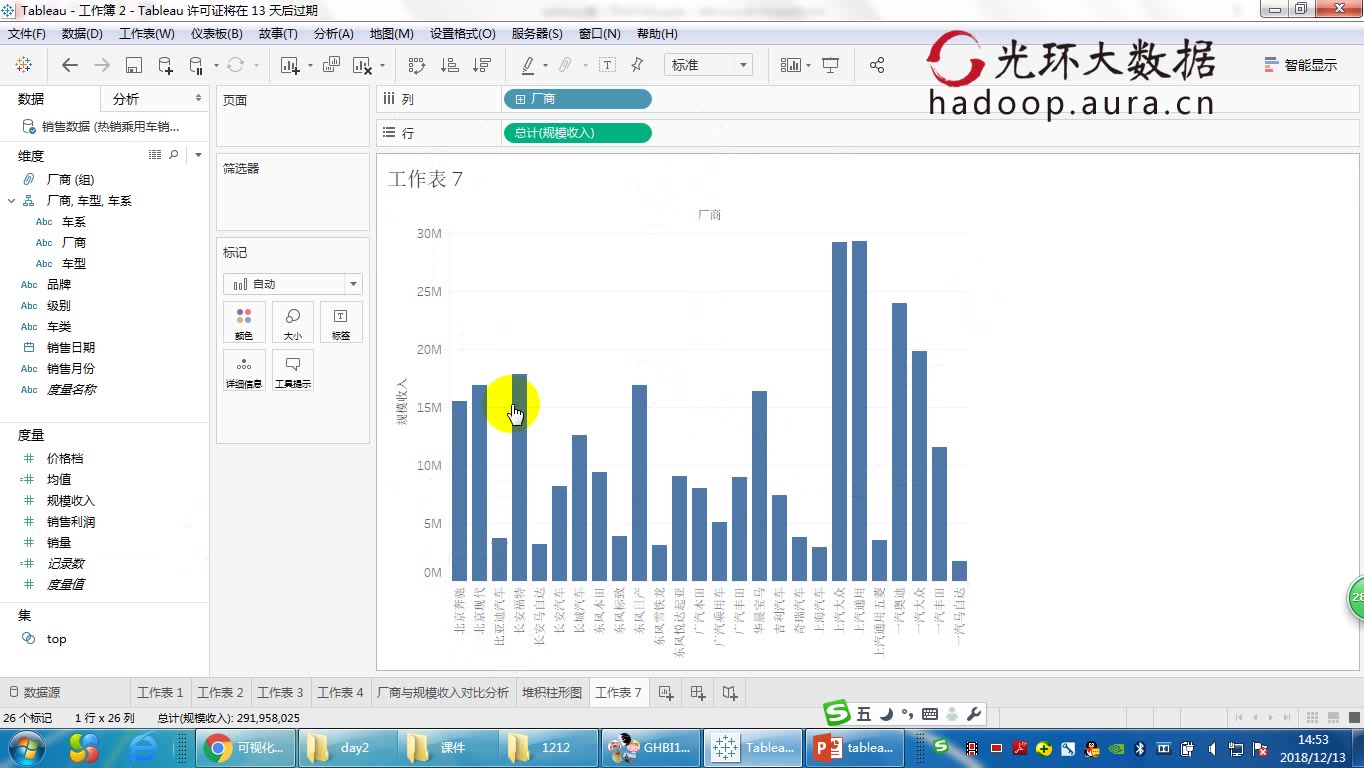 Tableau - 工作簿 2 - Tableau 许可证将在 13 天后过期
文件(F) 数据(D) 工作表(W) 仪表板(B) 故事(T) 分析(A) 地图(M) 设置格式(O) 服务器(S) 窗口(N) 帮助(H)
标准
智能显示
光环大数据
hadoop.aura.cn
数据 分析
销售数据 (热销乘用车销...
维度
厂商 (组)
厂商, 车型, 车系
Abc 车系
Abc 厂商
Abc 车型
Abc 品牌
Abc 级别
Abc 车类
销售日期
Abc 销售月份
Abc 度量名称
度量
价格档
均值
规模收入
销售利润
销量
记录数
度量值
集
top
页面
筛选器
标记
自动
颜色 大小 标签
详细信息 工具提示
列 厂商
行 总计(规模收入)
工作表 7
厂商
规模收入
30M
25M
20M
15M
10M
5M
0M
北京奔驰
北京现代
比亚迪汽车
长安福特
长安马自达
长安汽车
长城汽车
东风本田
东风标致
东风日产
东风雪铁龙
东风悦达起亚
广汽本田
广汽乘用车
广汽丰田
华晨宝马
吉利汽车
奇瑞汽车
上海汽车
上汽大众
上汽通用
上汽通用五菱
一汽奥迪
一汽大众
一汽丰田
一汽马自达
28
数据源 工作表 1 工作表 2 工作表 3 工作表 4 厂商与规模收入对比分析 堆积柱形图 工作表 7
26 个标记 1 行 x 26 列 总计(规模收入): 291,958,025
五
可视化... day2 课件 1212 GHBI1... Tablea... tablea...
14:53
2018/12/13